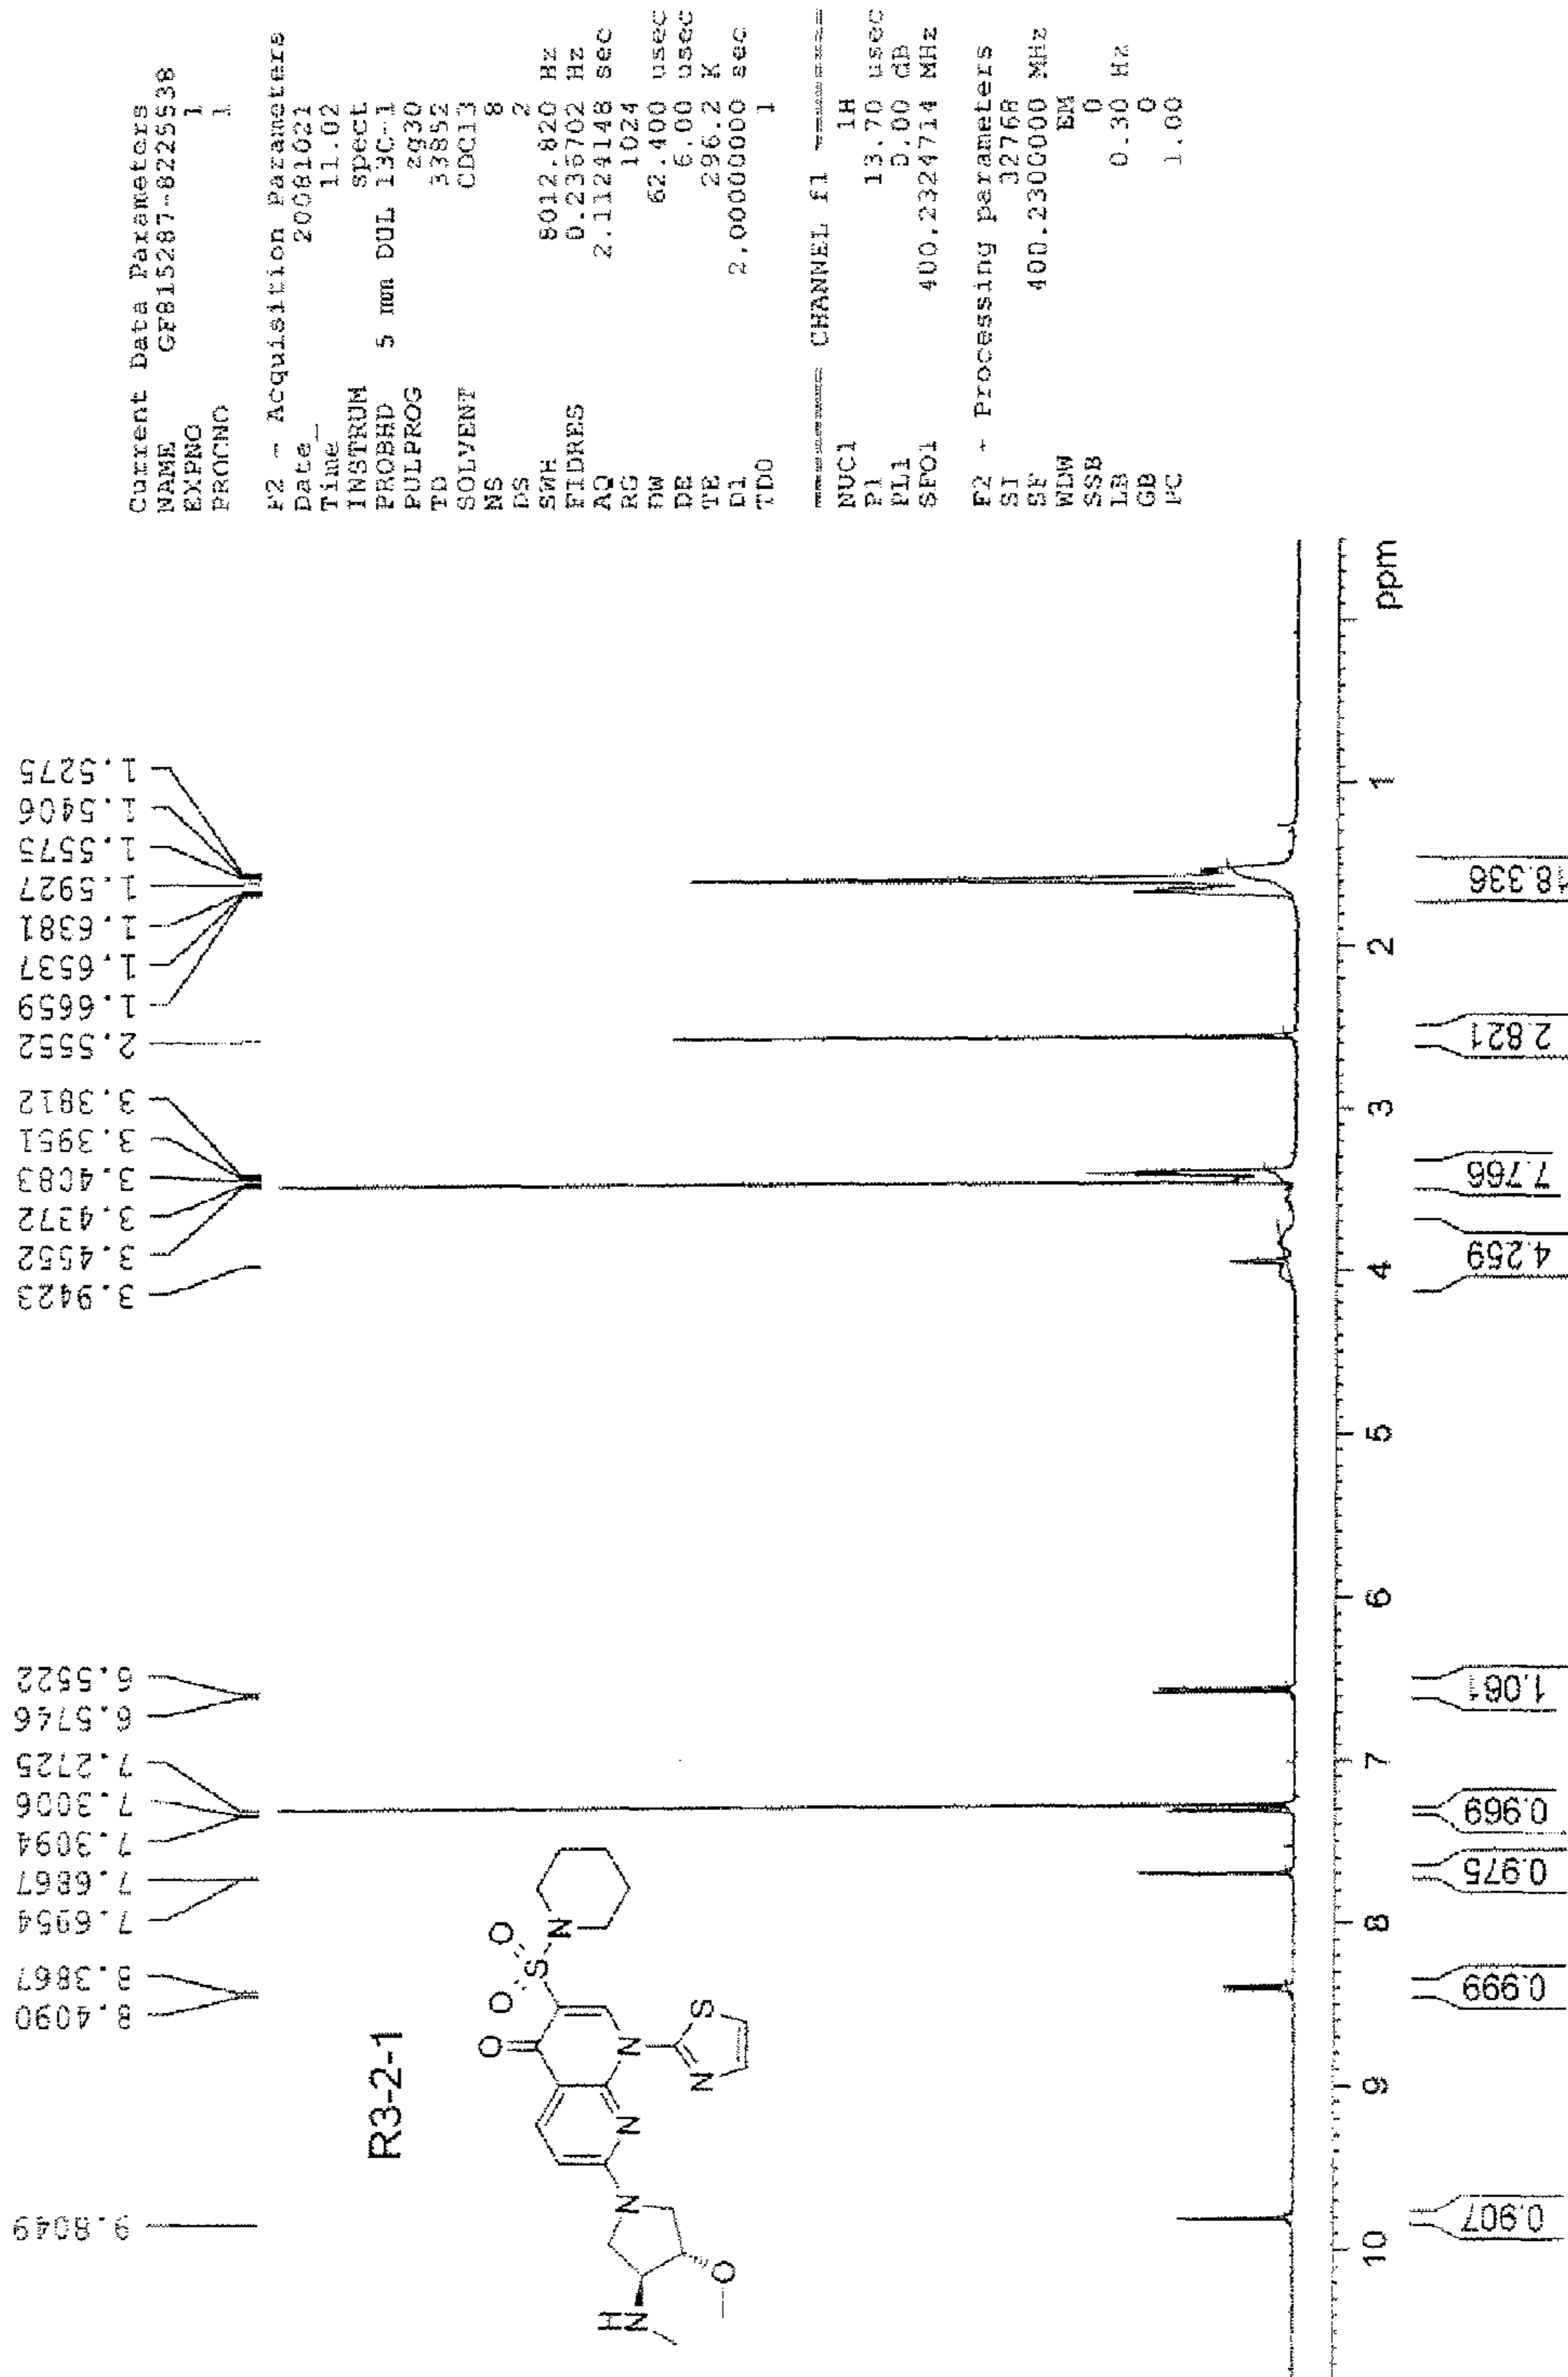 Current Data Parameters
NAME GF815287-8225538
EXPNO 1
PROCNO 1
F2 - Acquisition Parameters
Date_ 20081021
Time 11.02
INSTRUM spect
PROBHD 5 mm DUL 13C-1
PULPROG zg30
TD 33852
SOLVENT CDCl3
NS 8
DS 2
SWH 8012.820 Hz
FIDRES 0.236702 Hz
AQ 2.1124148 sec
RG 1024
DW 62.400 usec
DE 6.00 usec
TE 296.2 K
D1 2.00000000 sec
TD0 1
======== CHANNEL f1 ========
NUC1 1H
P1 13.70 usec
PL1 0.00 dB
SFO1 400.2324714 MHz
F2 - Processing parameters
SI 32768
SF 400.2300000 MHz
WDW EM
SSB 0
LB 0.30 Hz
GB 0
PC 1.00
9.8049
8.4090
8.3867
7.6954
7.6867
7.3094
7.3006
7.2725
6.5746
6.5522
3.9423
3.4552
3.4372
3.4083
3.3951
3.3812
2.5552
1.6659
1.6537
1.6381
1.5927
1.5575
1.5406
1.5275
R3-2-1
O
O
O
S
N
N
N
N
S
N
H
N
O
10 9 8 7 6 5 4 3 2 1 ppm
0.907
0.999
0.975
0.969
1.061
4.259
7.766
2.821
18.336